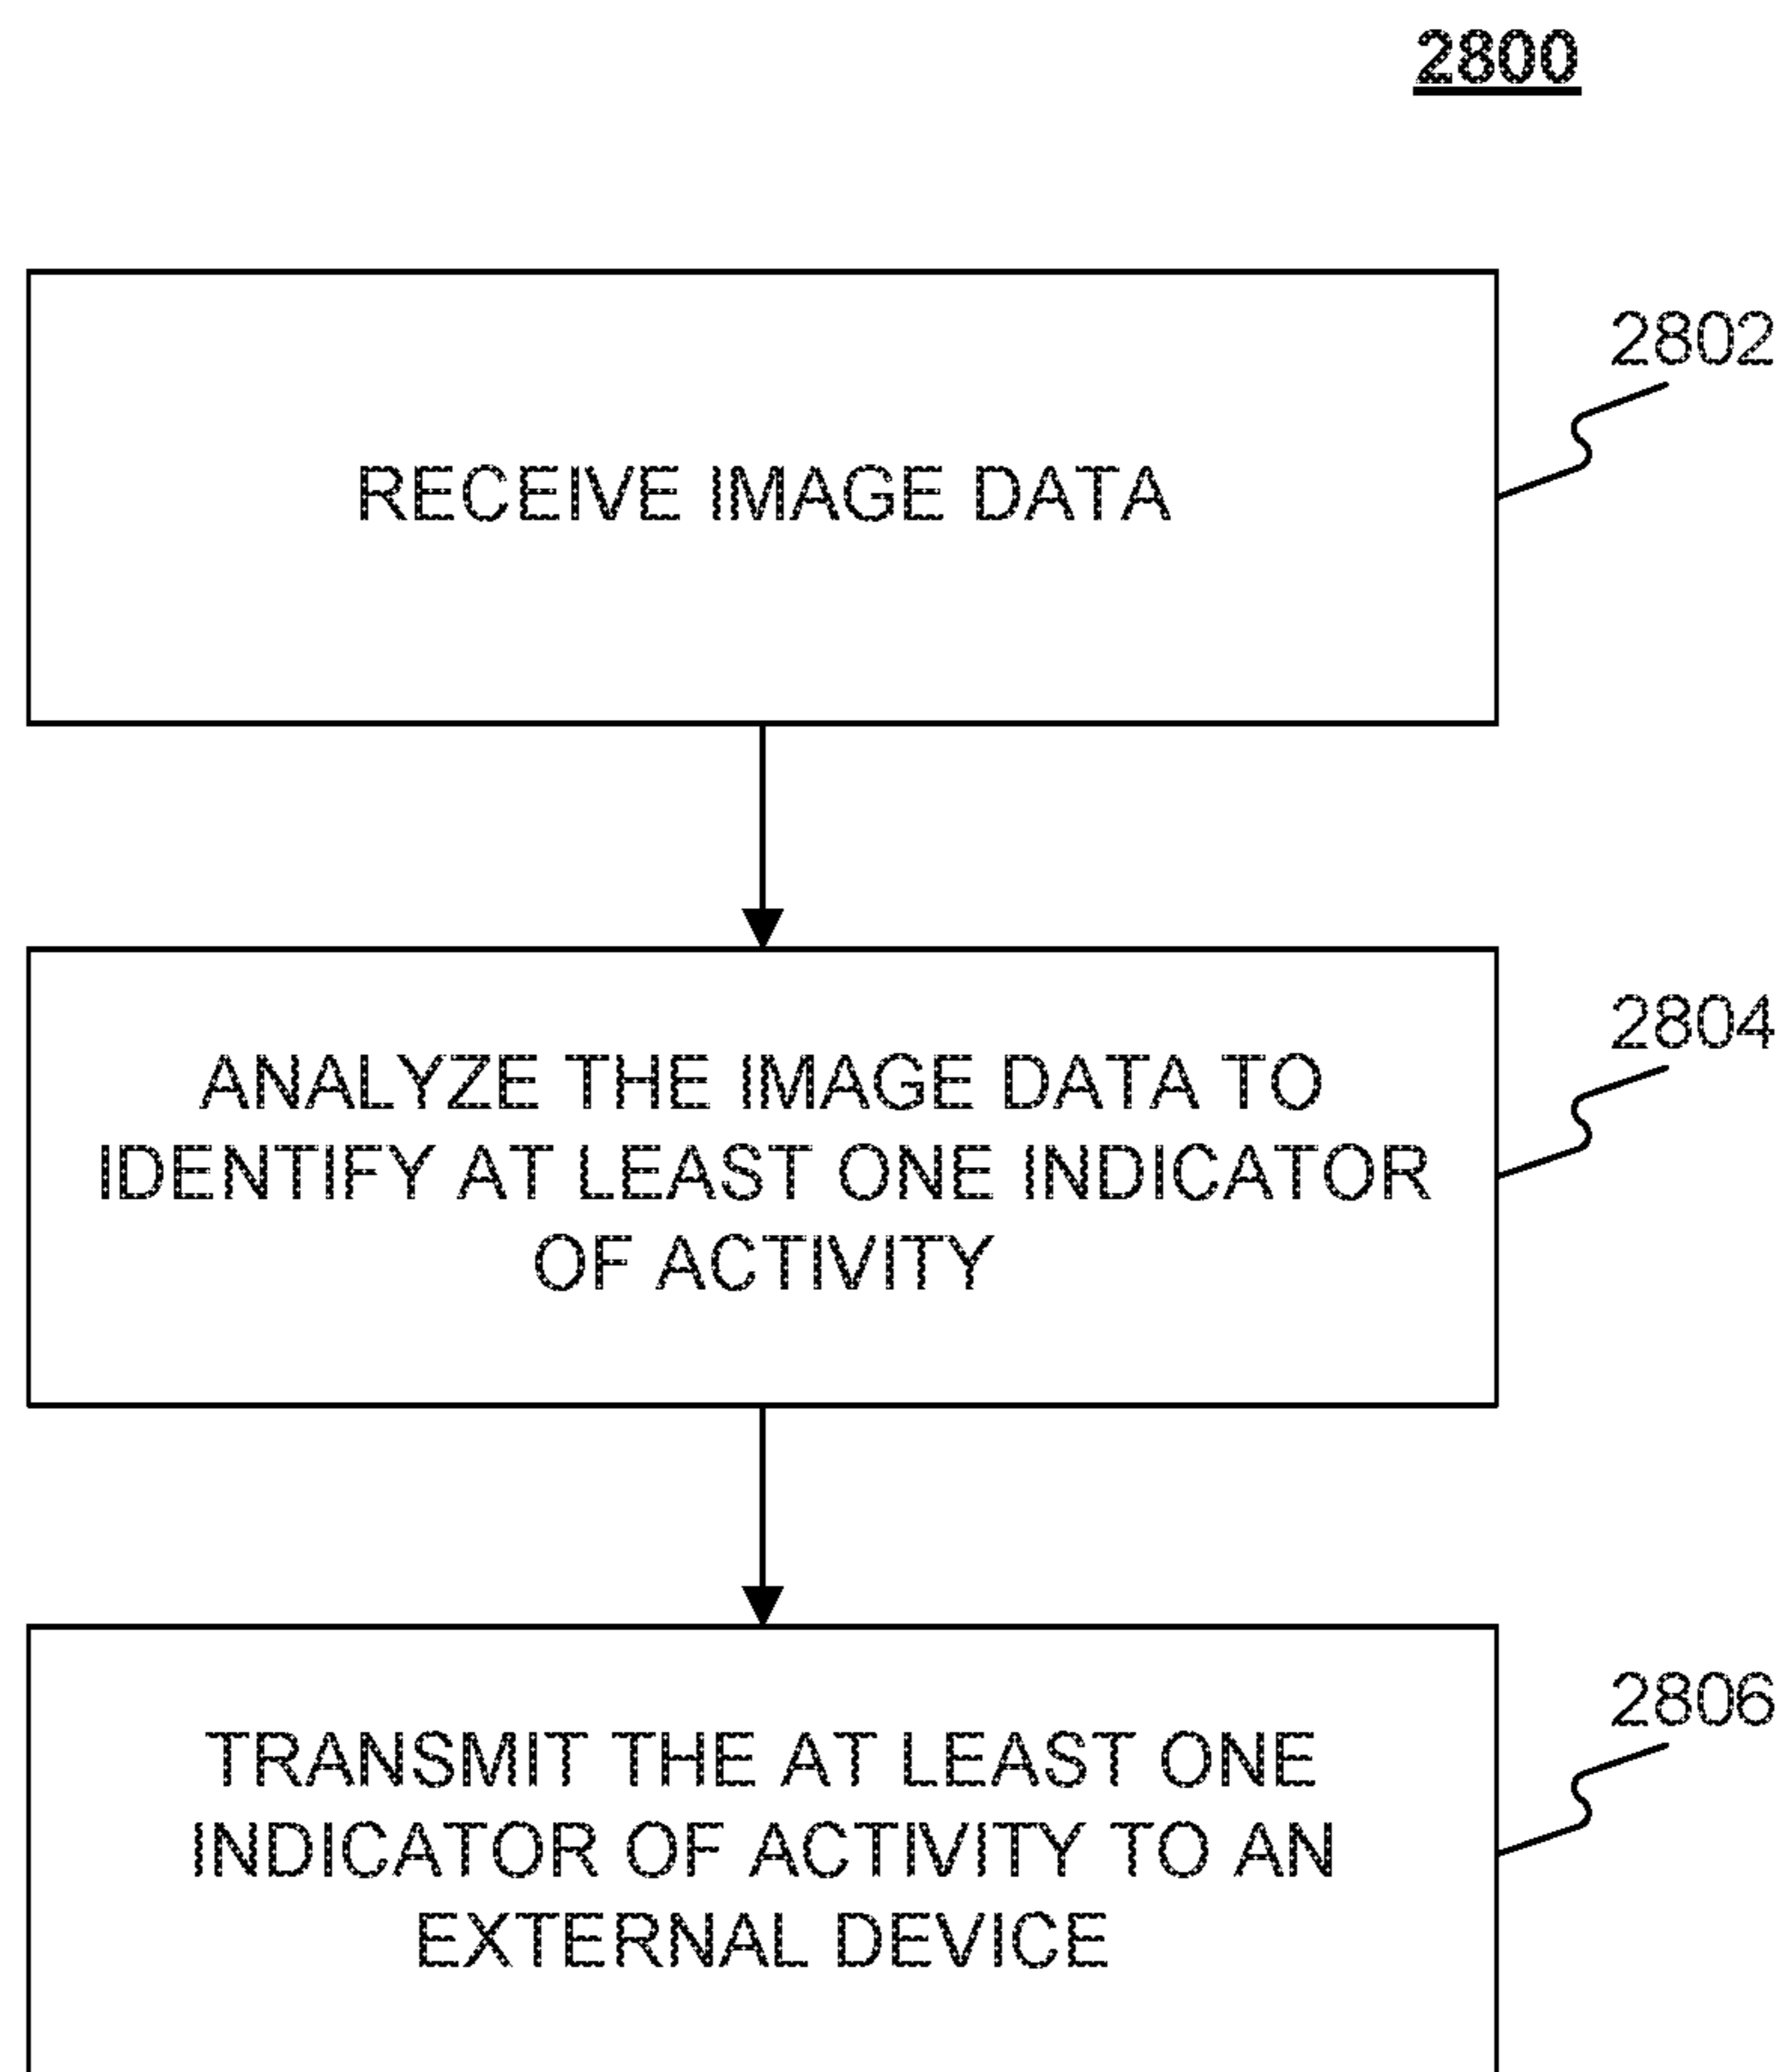 2800
2802
RECEIVE IMAGE DATA
2804
ANALYZE THE IMAGE DATA TO
IDENTIFY AT LEAST ONE INDICATOR
OF ACTIVITY
2806
TRANSMIT THE AT LEAST ONE
INDICATOR OF ACTIVITY TO AN
EXTERNAL DEVICE